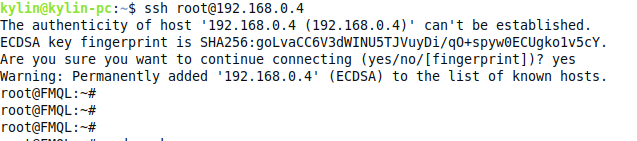 kylin@kylin-pc:~$ ssh root@192.168.0.4
The authenticity of host '192.168.0.4 (192.168.0.4)' can't be established.
ECDSA key fingerprint is SHA256:goLvaCC6V3dWINU5TJVuyDi/qO+spyw0ECUgko1v5cY.
Are you sure you want to continue connecting (yes/no/[fingerprint])? yes
Warning: Permanently added '192.168.0.4' (ECDSA) to the list of known hosts.
root@FMQL:~#
root@FMQL:~#
root@FMQL:~#